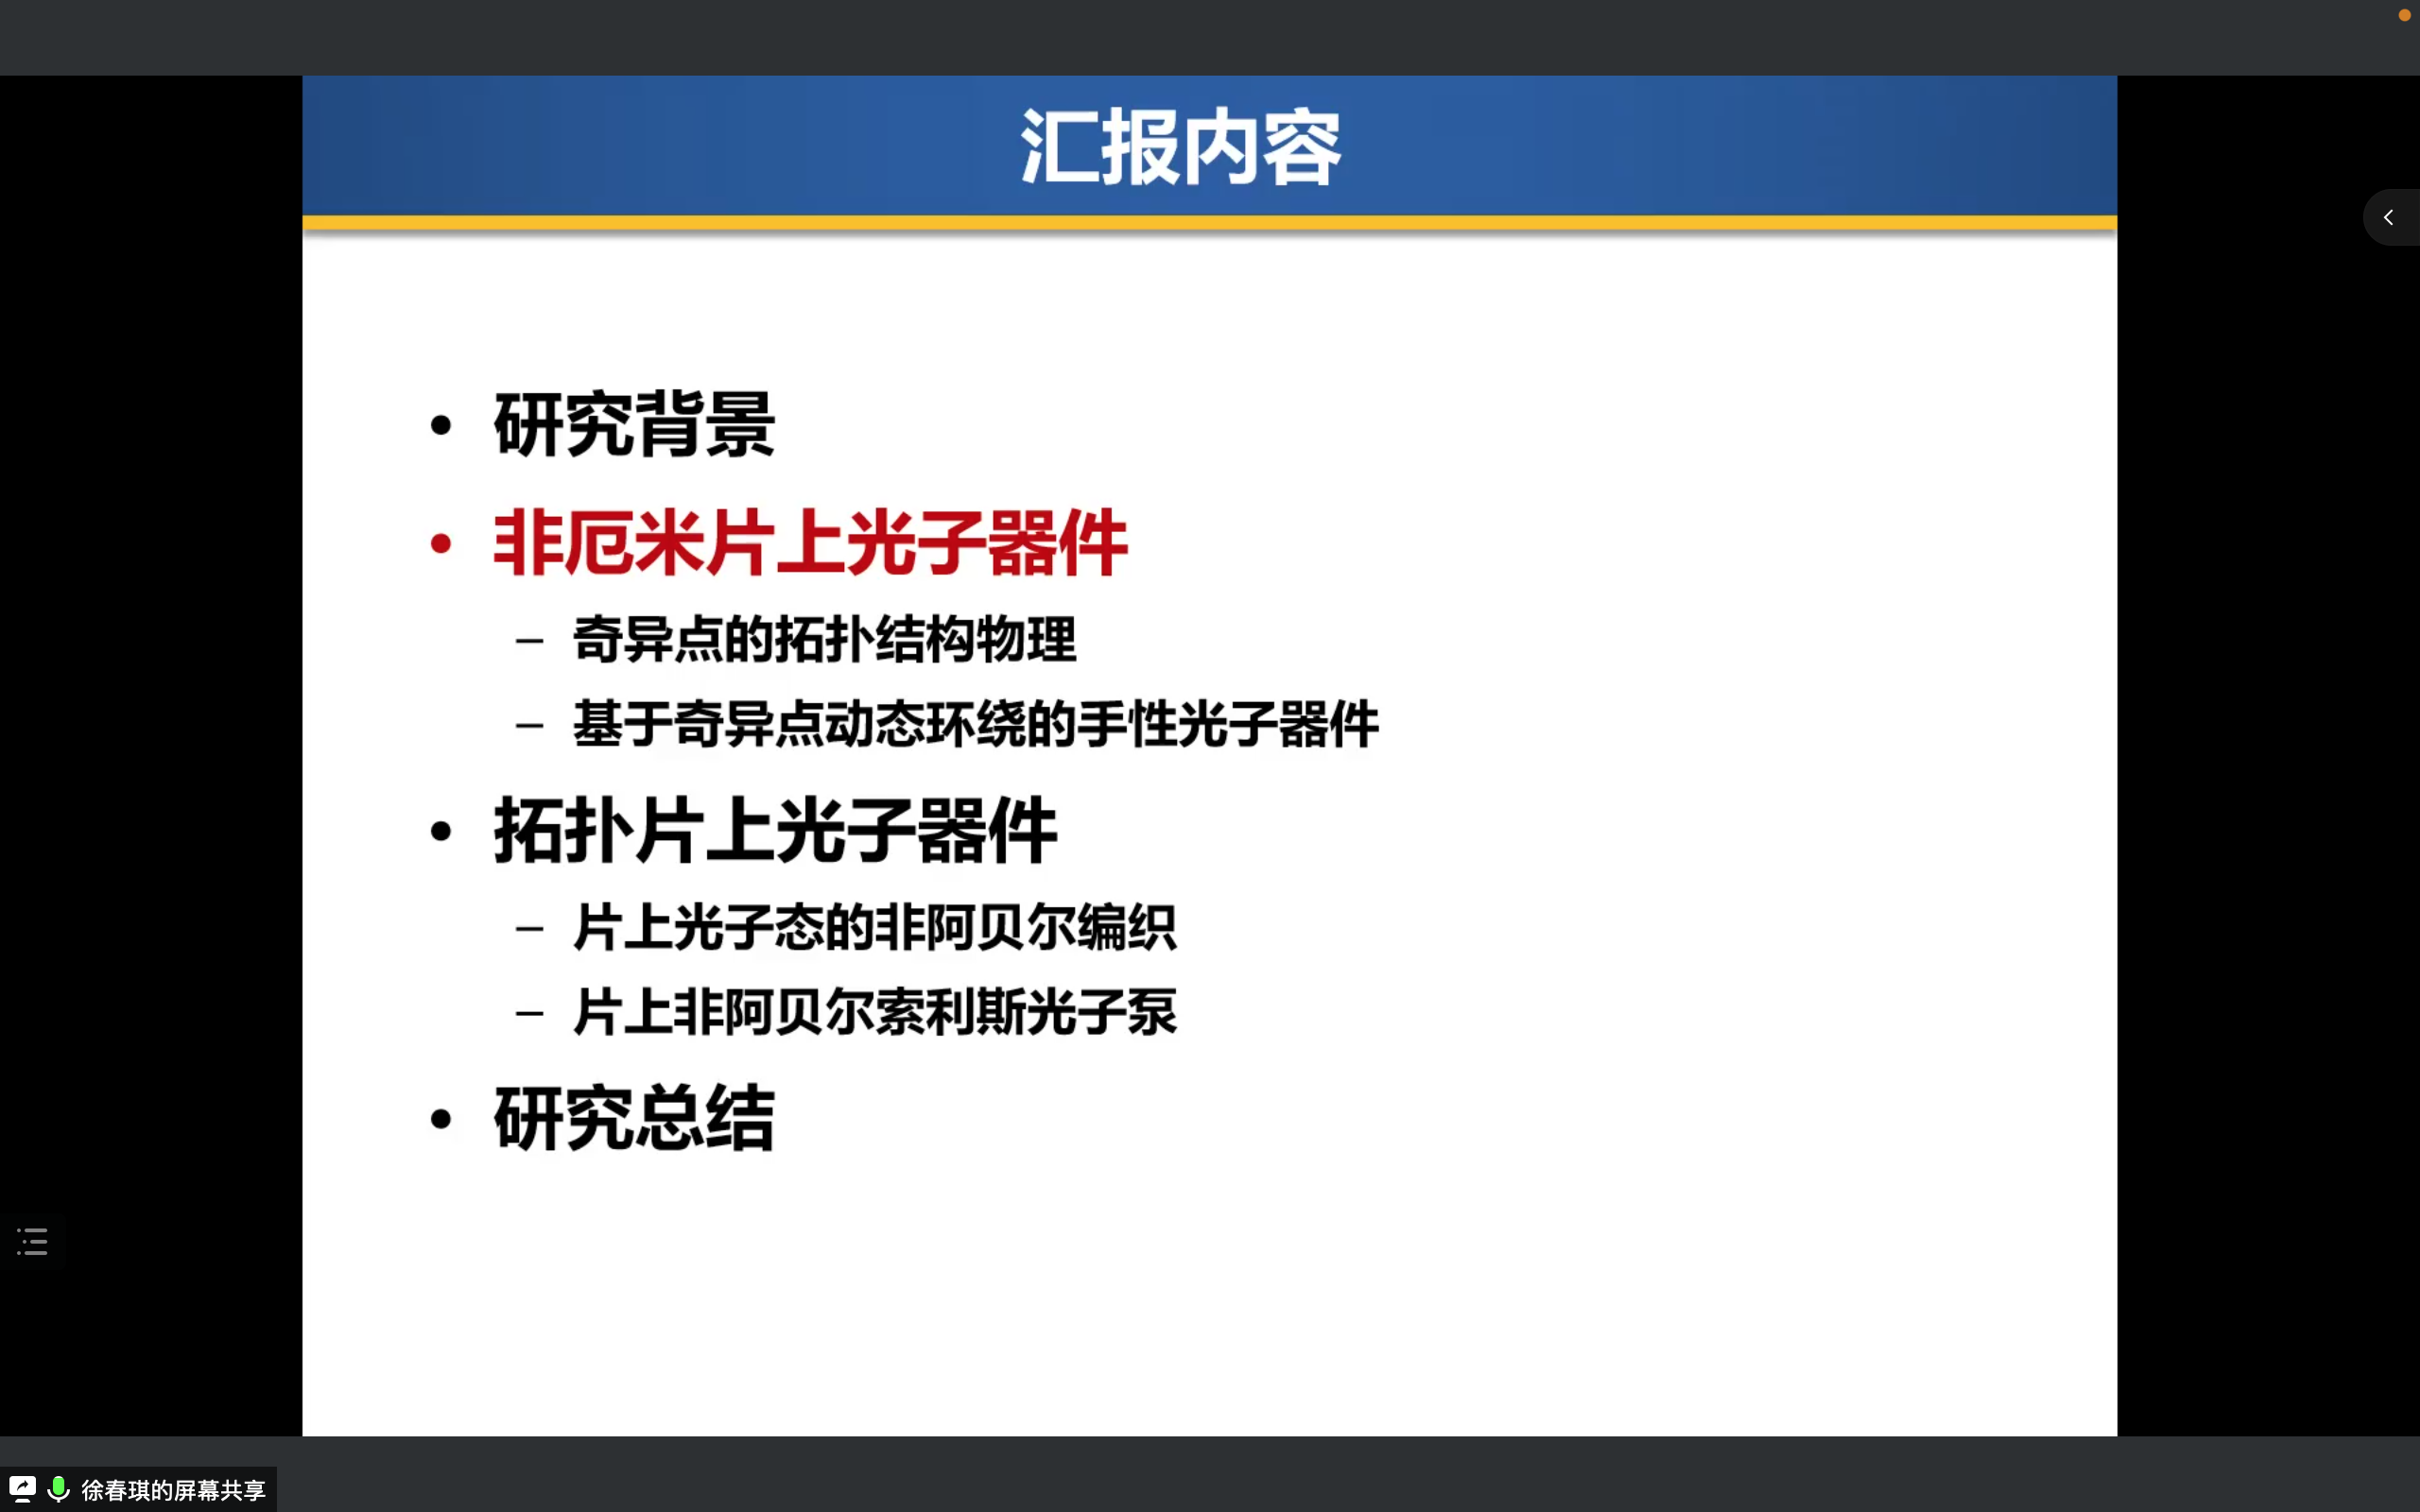 汇报内容
• 研究背景
• 非厄米片上光子器件
– 奇异点的拓扑结构物理
– 基于奇异点动态环绕的手性光子器件
• 拓扑片上光子器件
– 片上光子态的非阿贝尔编织
– 片上非阿贝尔索利斯光子泵
• 研究总结
徐春琪的屏幕共享